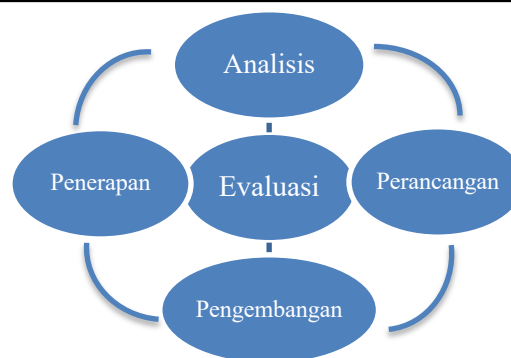 Analisis
Penerapan
Evaluasi
Perancangan
Pengembangan